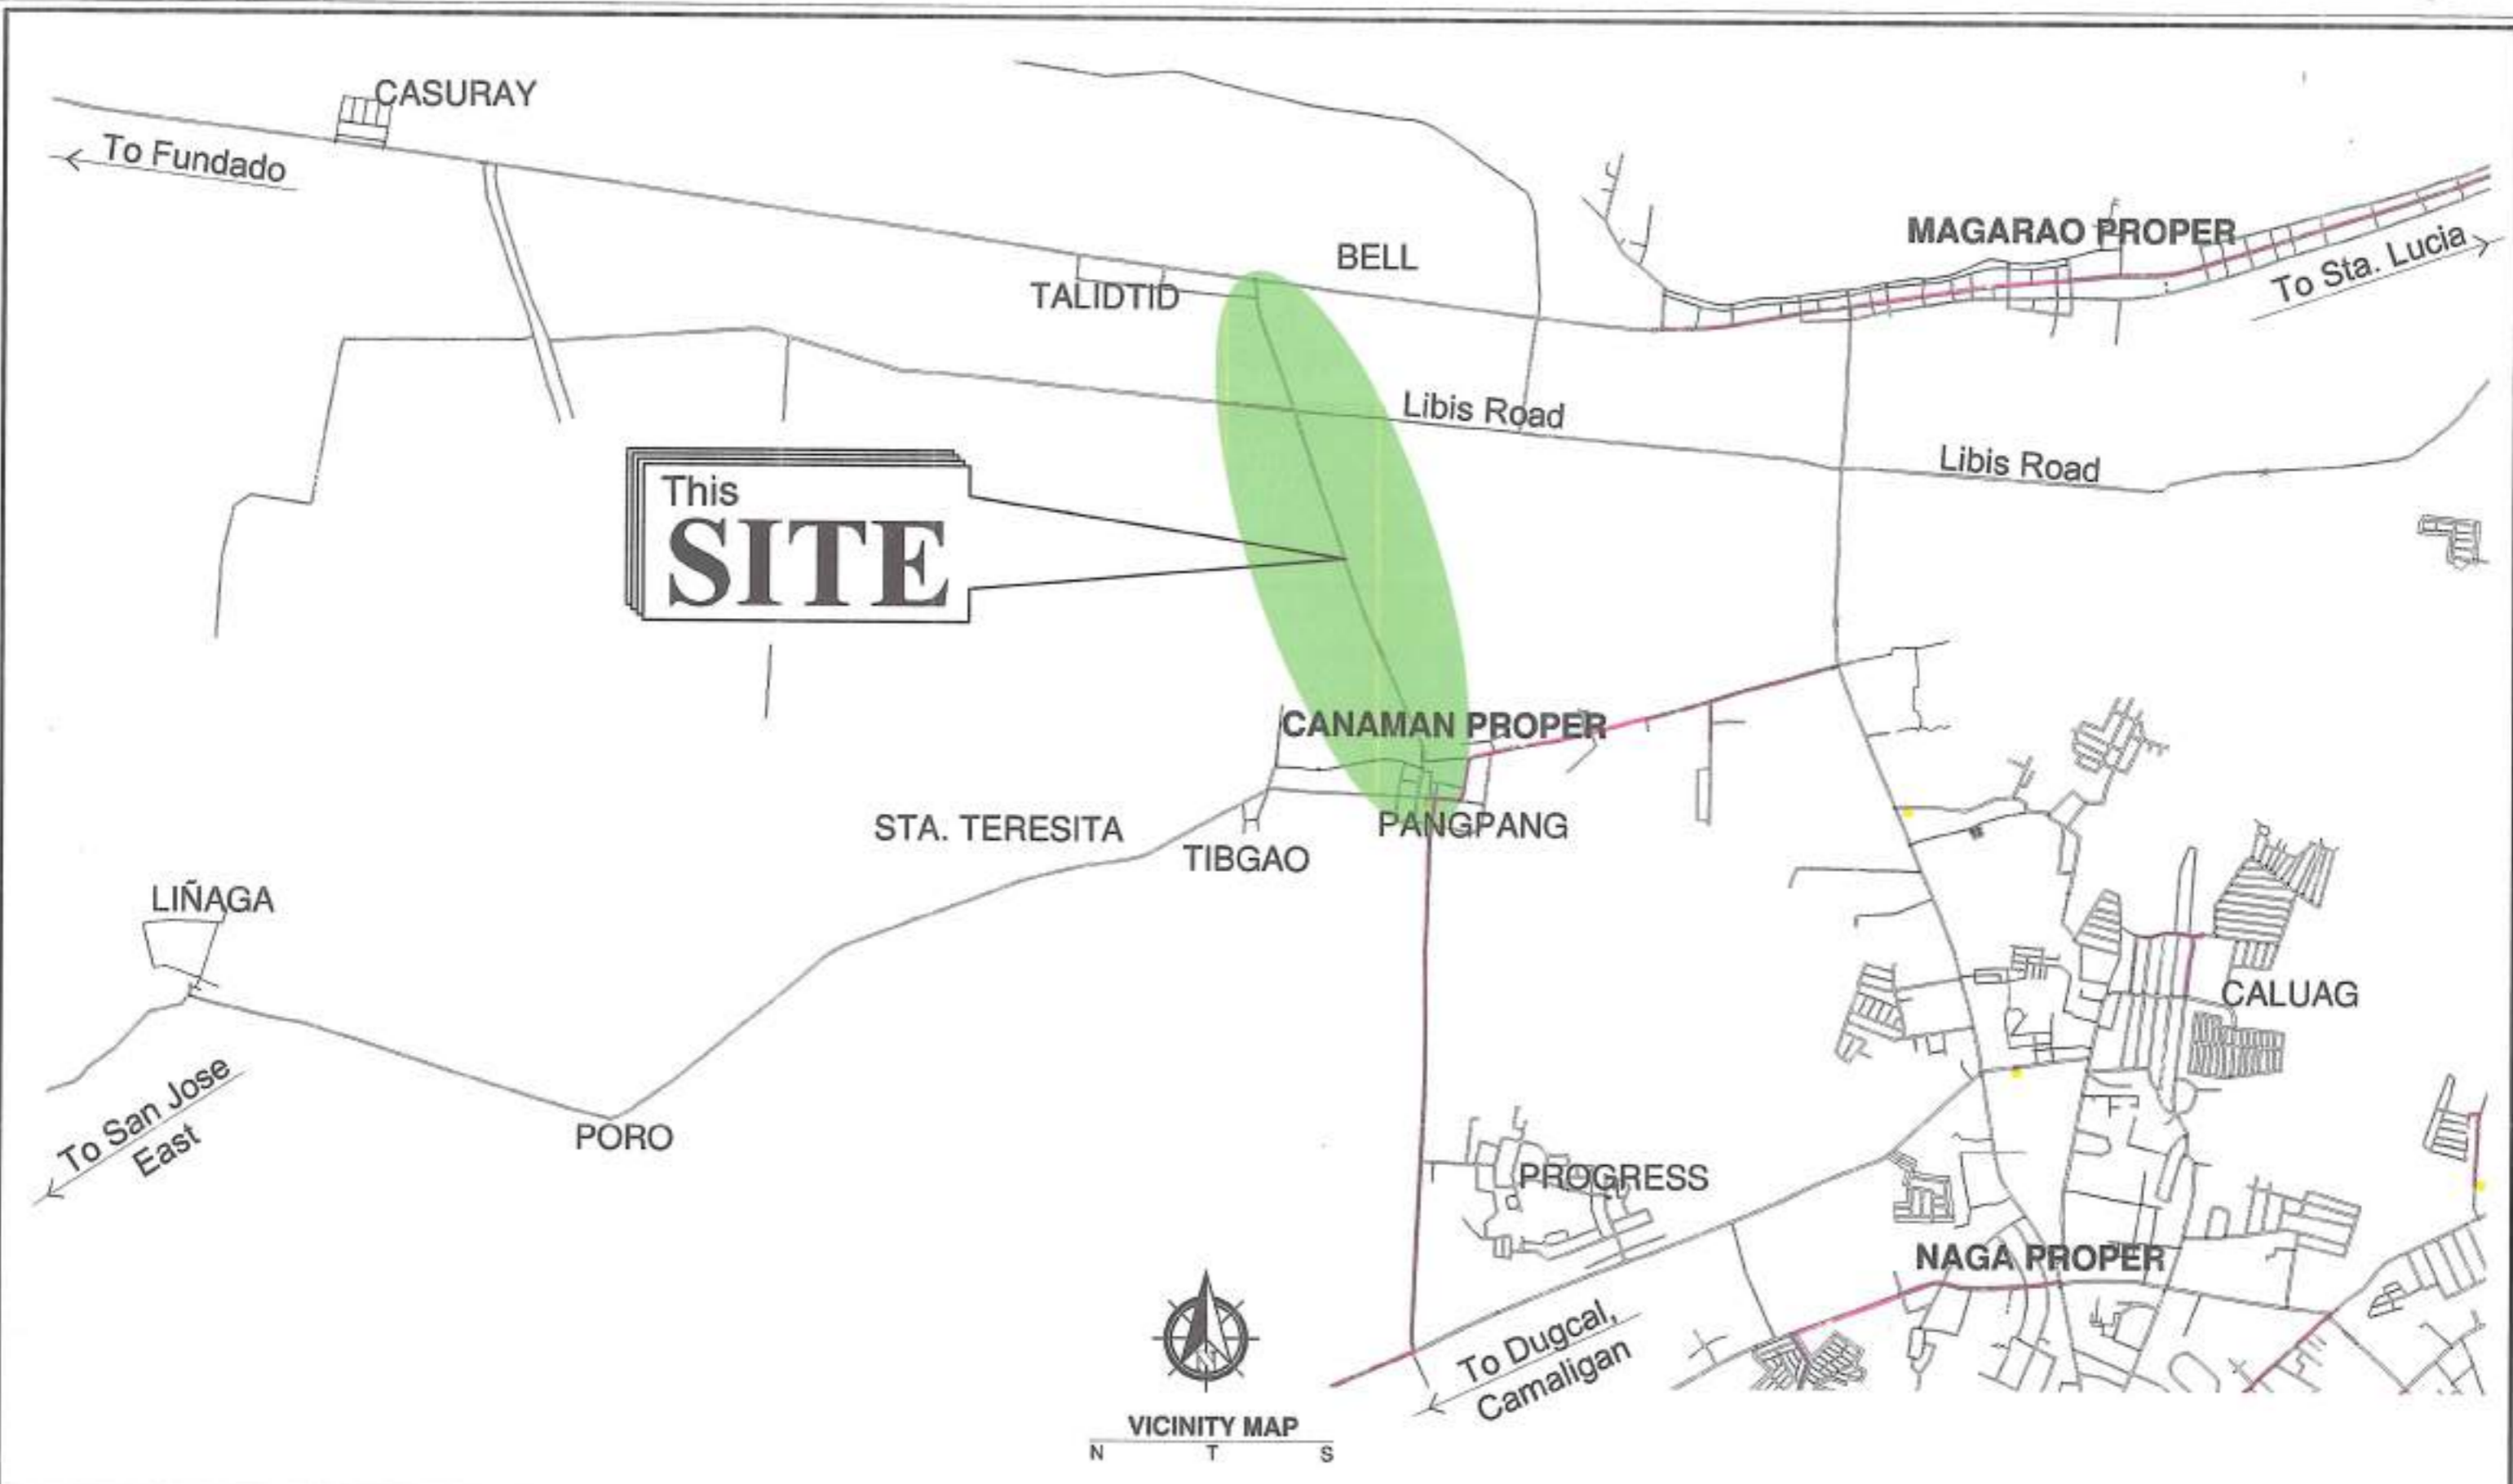 CASURAY
To Fundado
MAGARAO PROPER
BELL
To Sta. Lucia
TALIDTID
Libis Road
Libis Road
This
SITE
CANAMAN PROPER
STA. TERESITA
PANGPANG
TIBGAO
LIÑAGA
CALUAG
To San Jose
East
PORO
PROGRESS
NAGA PROPER
N
To Dugcal,
Camaligan
VICINITY MAP
N T S